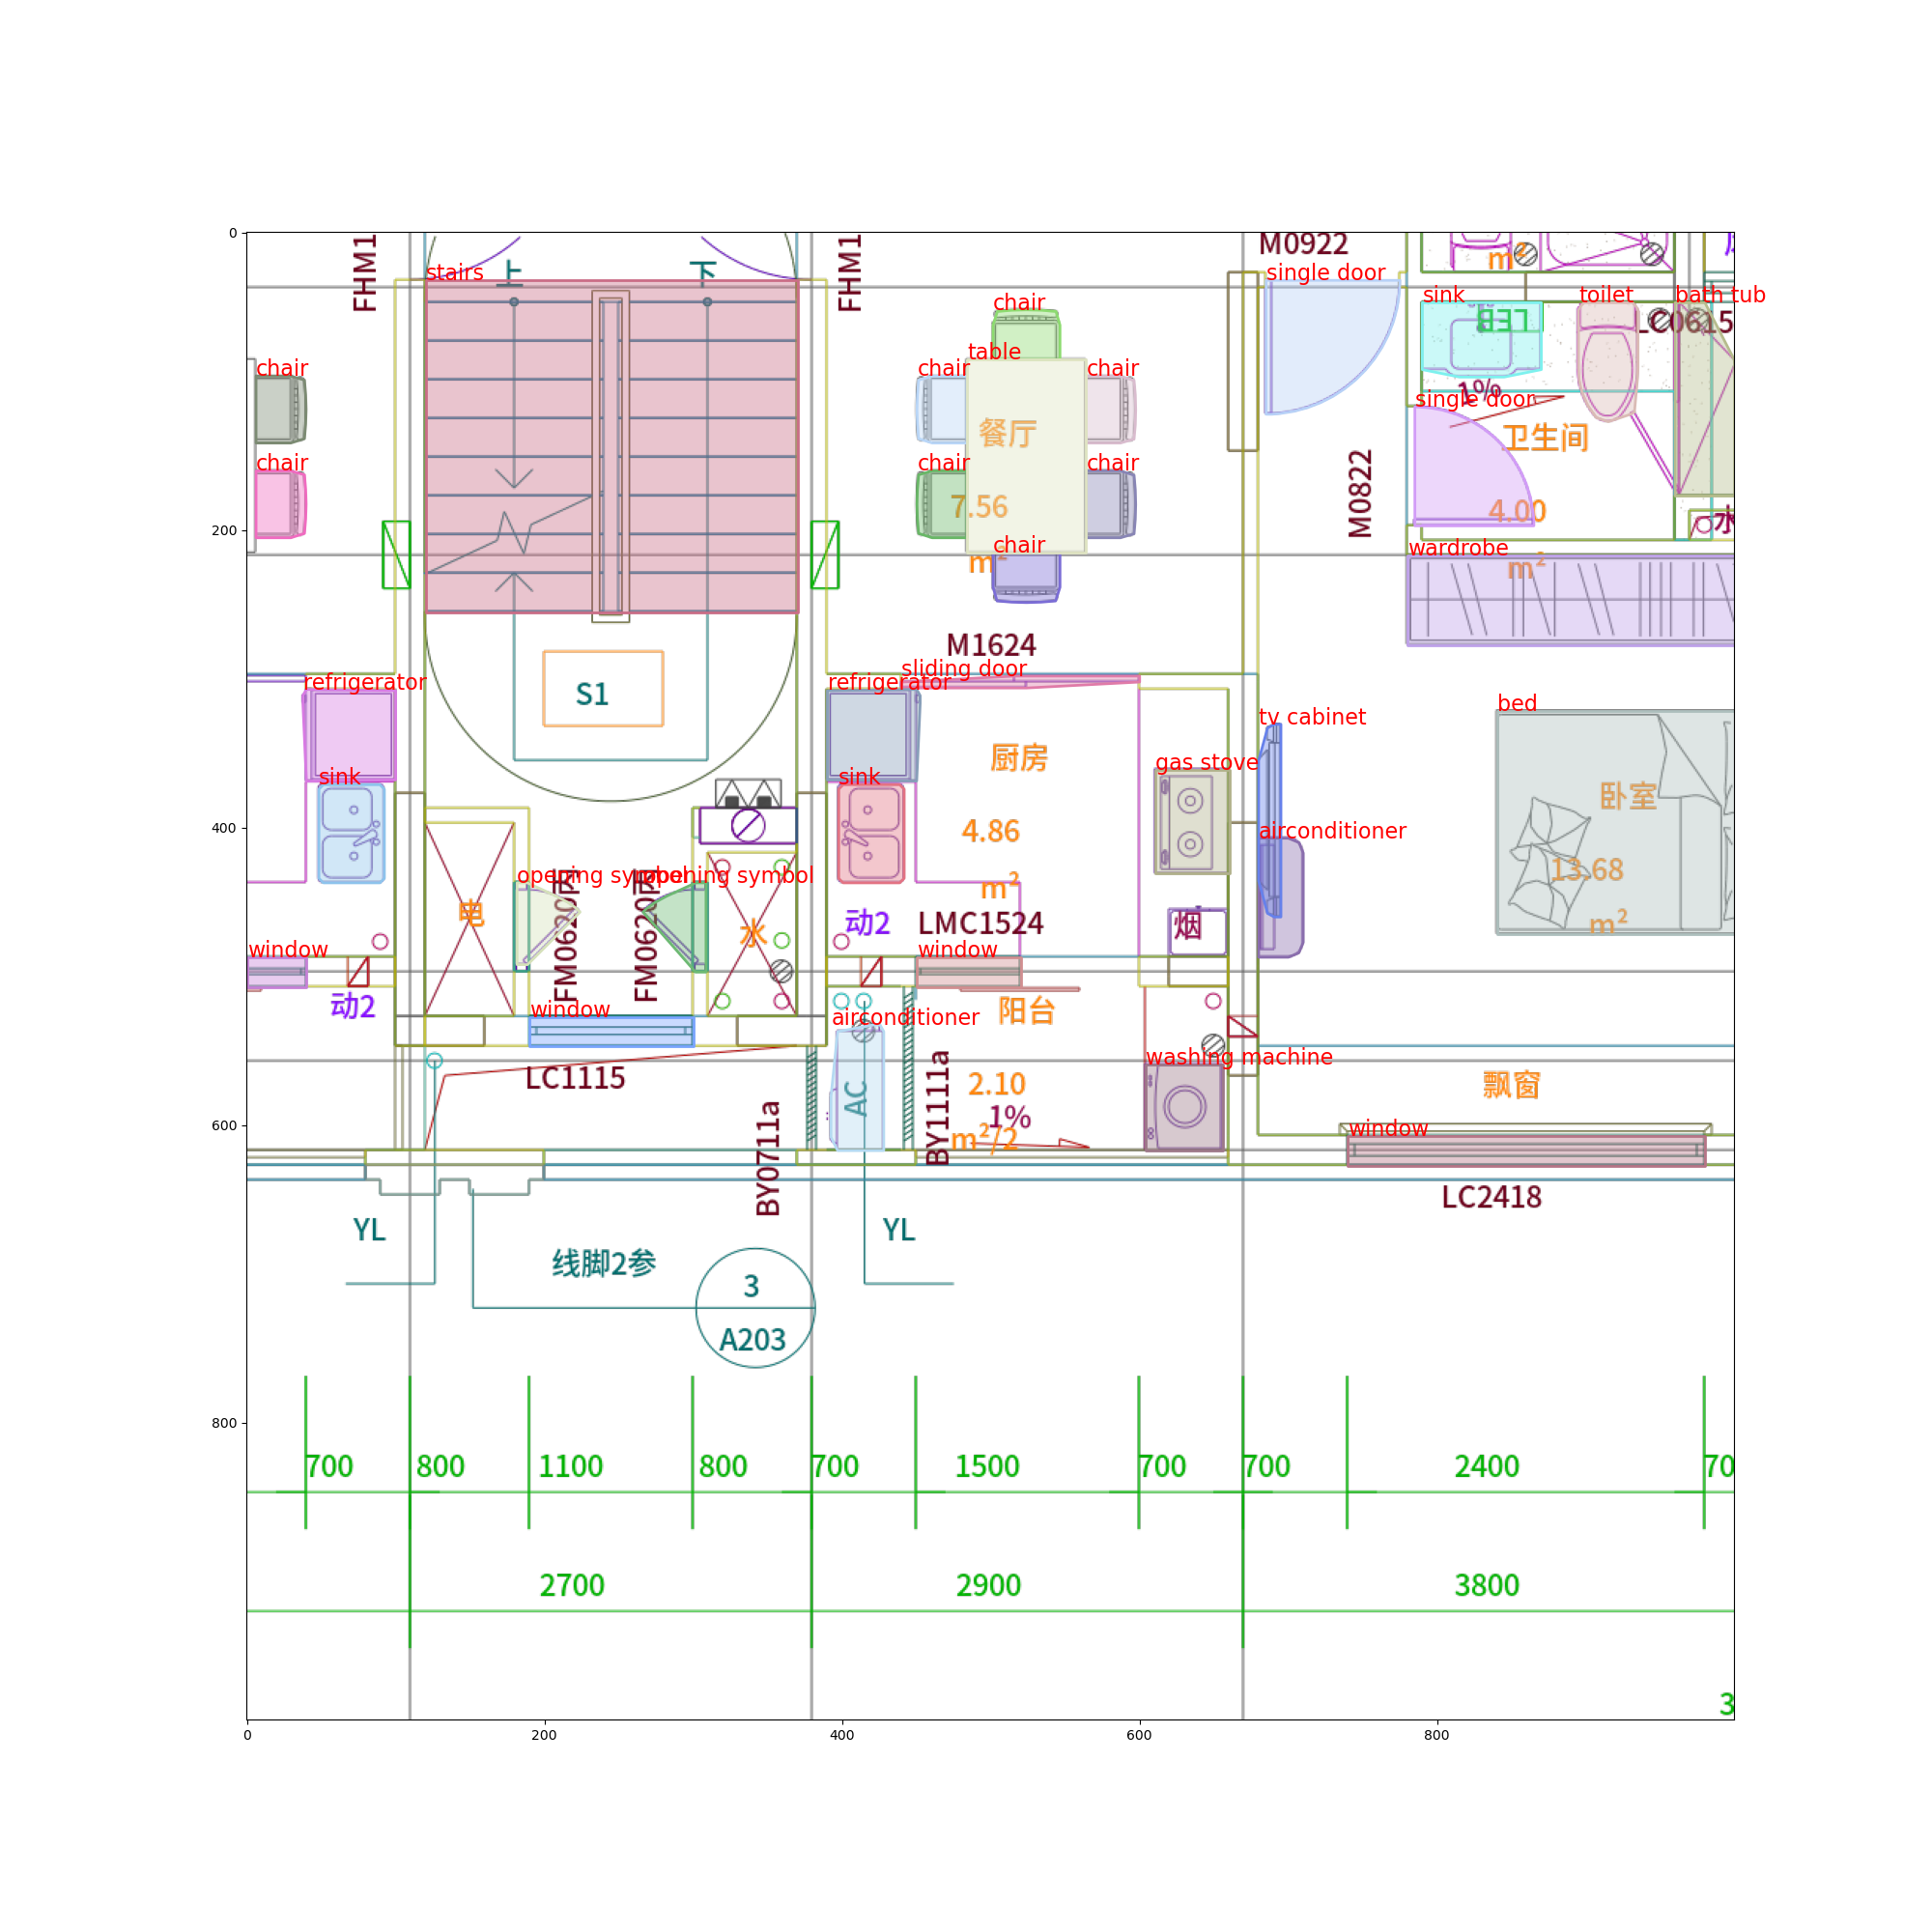 0
200
400
600
800
0
200
400
600
800
FHM1
上
下
FHM1
M0922
m²
stairs
single door
chair
sink
toilet
bath tub
LED
LC0615
table
chair
chair
chair
single door
1%
餐厅
卫生间
chair
chair
chair
7.56
4.00
M0822
水
chair
m²
wardrobe
m²
M1624
sliding door
refrigerator
refrigerator
S1
tv cabinet
bed
厨房
gas stove
sink
sink
卧室
4.86
airconditioner
opening symbol
opening symbol
13.68
m²
电
FM0620丙
FM0620丙
水
动2
LMC1524
烟
m²
window
window
动2
window
airconditioner
阳台
washing machine
LC1115
AC
2.10
飘窗
BY0711a
BY1111a
1%
m²/2
window
LC2418
YL
YL
线脚2参
3
A203
700
800
1100
800
700
1500
700
700
2400
70
2700
2900
3800
3